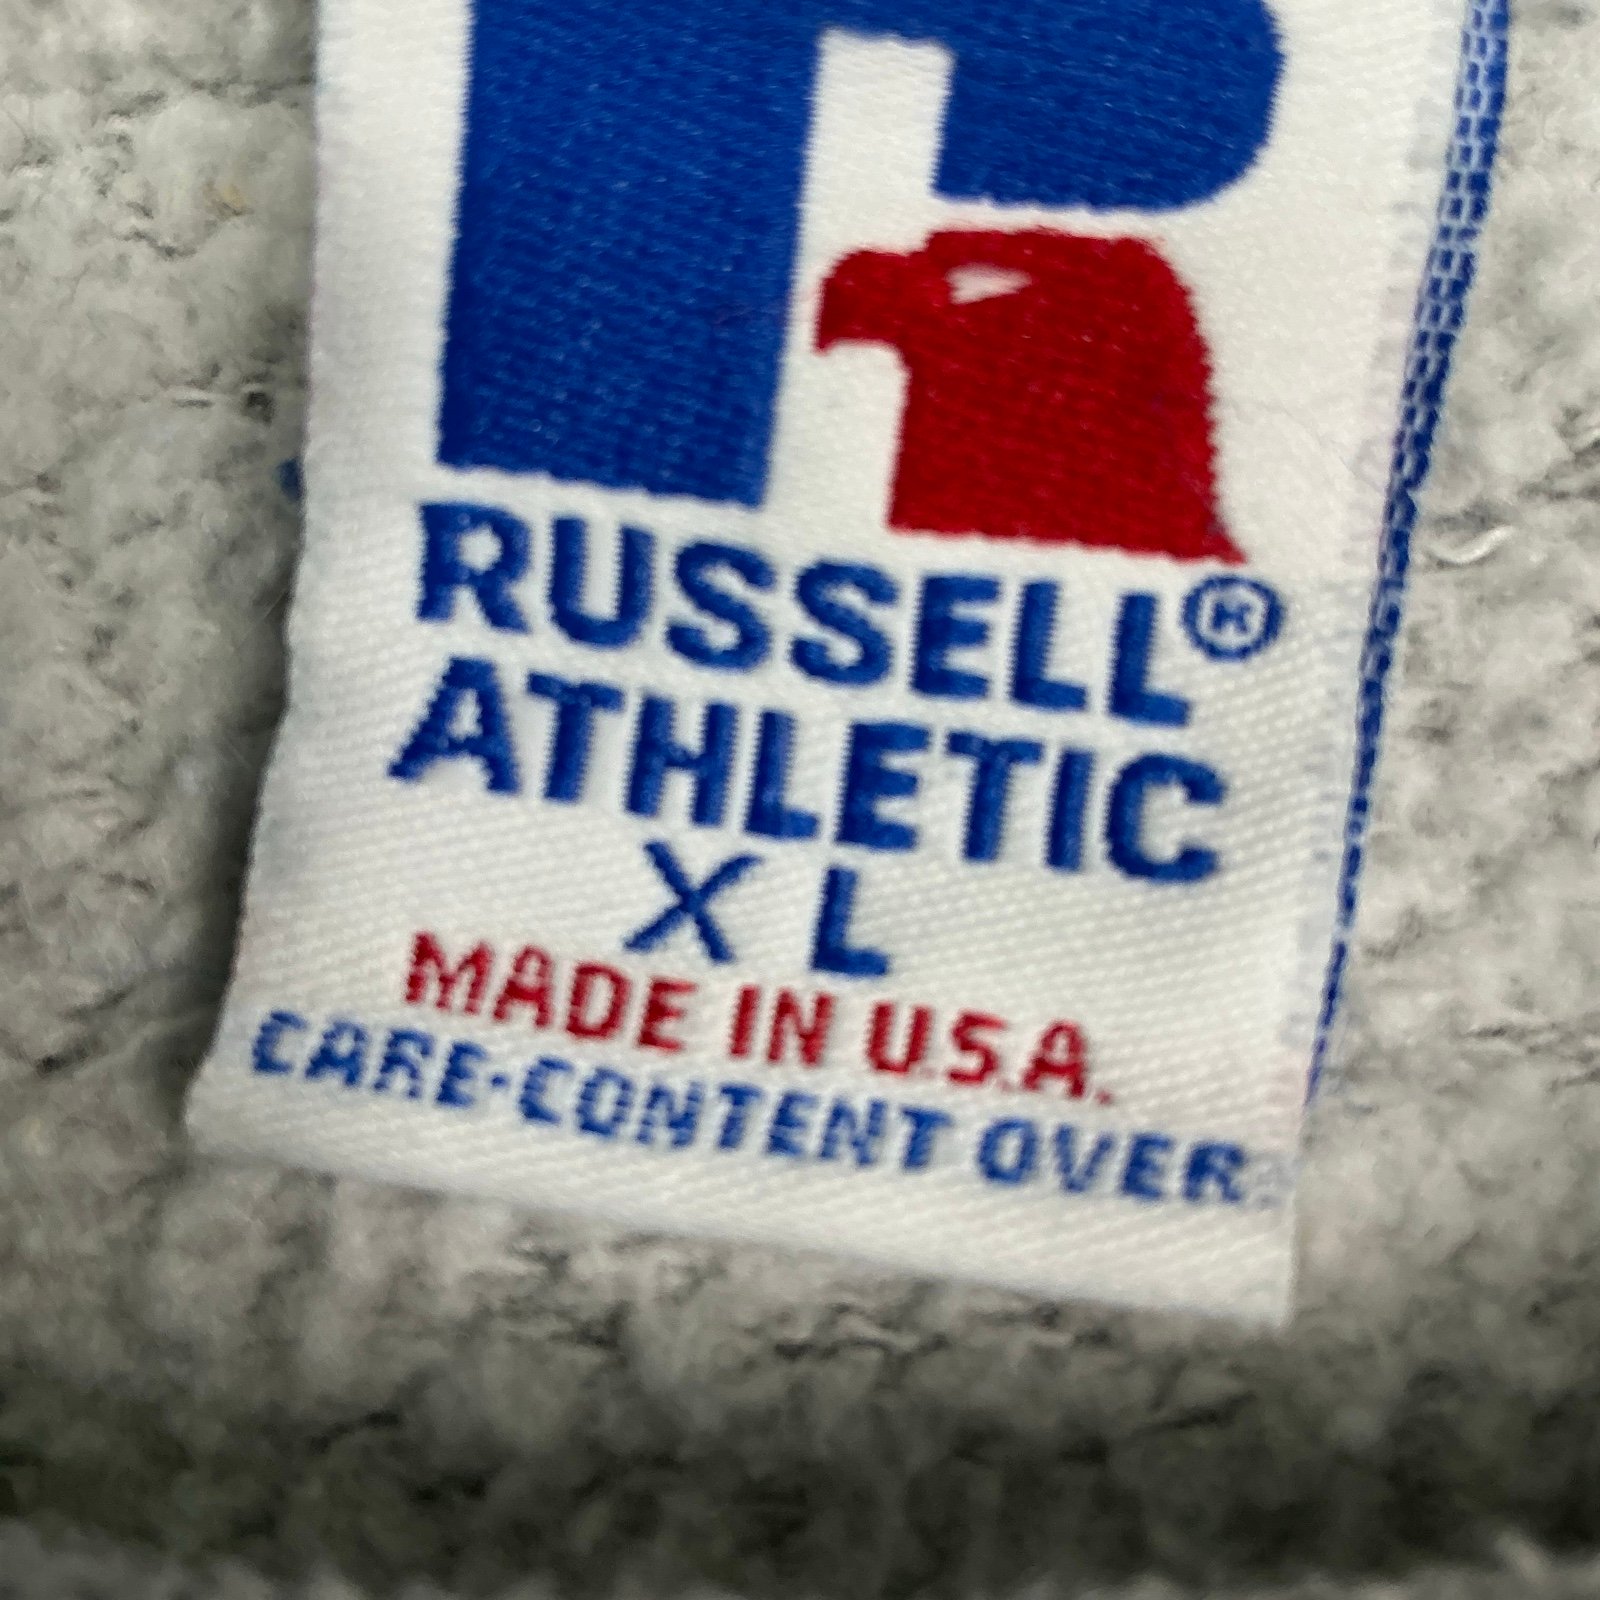 RUSSELL®
ATHLETIC
XL
MADE IN U.S.A.
CARE·CONTENT OVER